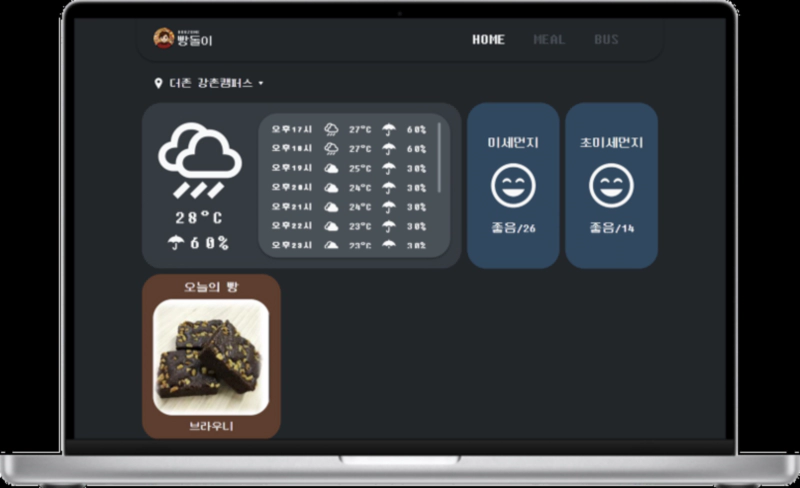 빵돌이
HOME MEAL BUS
더존 강촌캠퍼스
28°C
60%
오후17시 27°C 60%
오후18시 27°C 60%
오후19시 25°C 30%
오후20시 24°C 30%
오후21시 24°C 30%
오후22시 23°C 30%
오후23시 23°C 30%
미세먼지
좋음/26
초미세먼지
좋음/14
오늘의 빵
브라우니